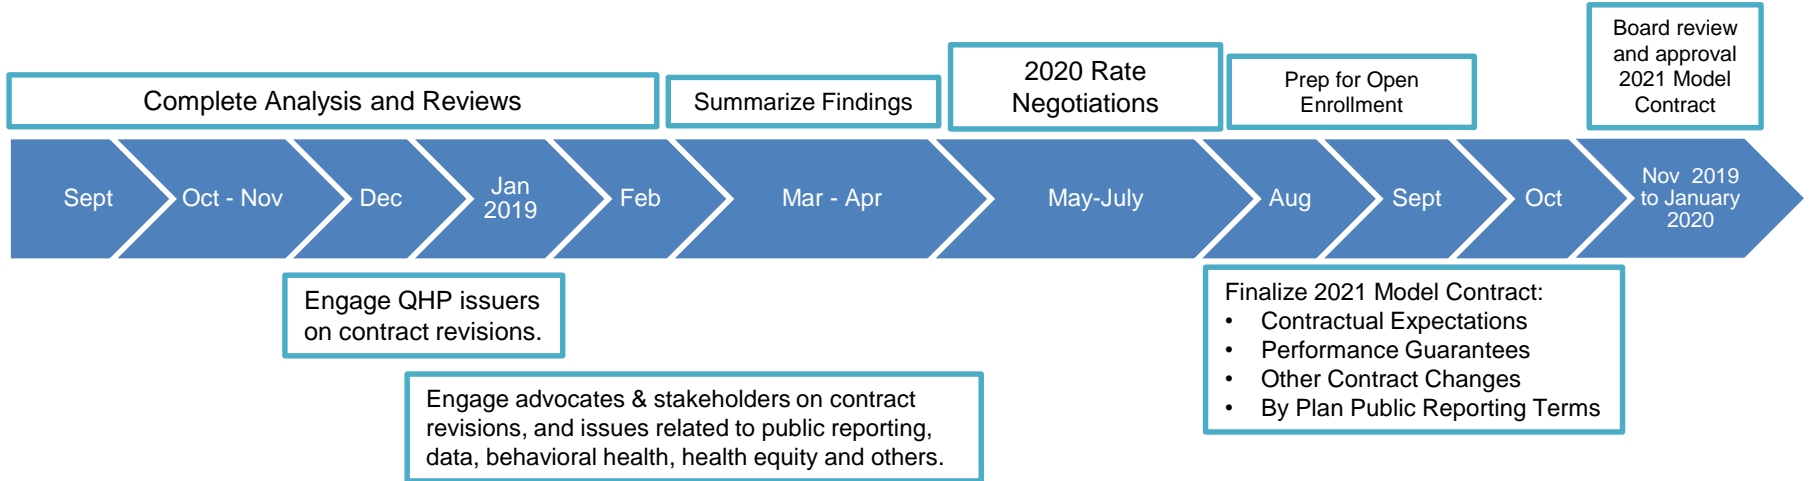 Board review
and approval
2021 Model
Contract
2020 Rate
Negotiations
Complete Analysis and Reviews
Summarize Findings
Prep for Open
Enrollment
Sept
Oct - Nov
Dec
Jan
2019
Feb
Mar - Apr
May-July
Aug
Sept
Oct
Nov 2019
to January
2020
Engage QHP issuers
on contract revisions.
Engage advocates & stakeholders on contract
revisions, and issues related to public reporting,
data, behavioral health, health equity and others.
Finalize 2021 Model Contract:
• Contractual Expectations
• Performance Guarantees
• Other Contract Changes
• By Plan Public Reporting Terms